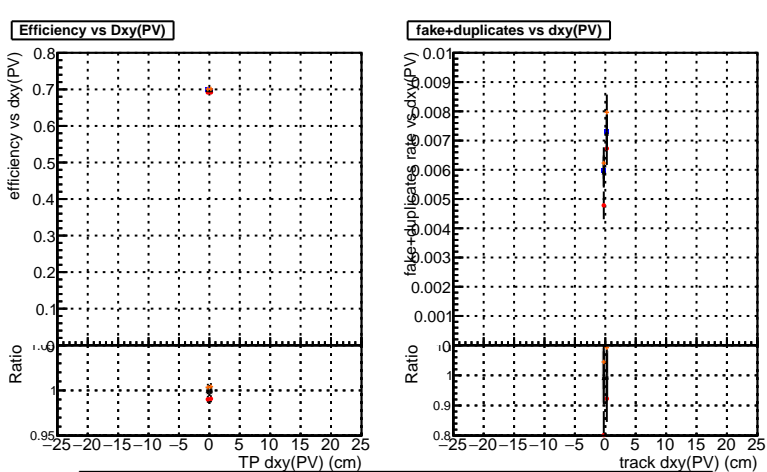 Efficiency vs Dxy(PV)
efficiency vs dxy(PV)
0.8
0.7
0.6
0.5
0.4
0.3
0.2
0.1
Ratio
1
0.95
−25 −20 −15 −10 −5 0 5 10 15 20 25
TP dxy(PV) (cm)
fake+duplicates vs dxy(PV)
fake+duplicates rate vs dxy(PV)
0.01
0.009
0.008
0.007
0.006
0.005
0.004
0.003
0.002
0.001
Ratio
1
0.9
0.8
−25 −20 −15 −10 −5 0 5 10 15 20 25
track dxy(PV) (cm)